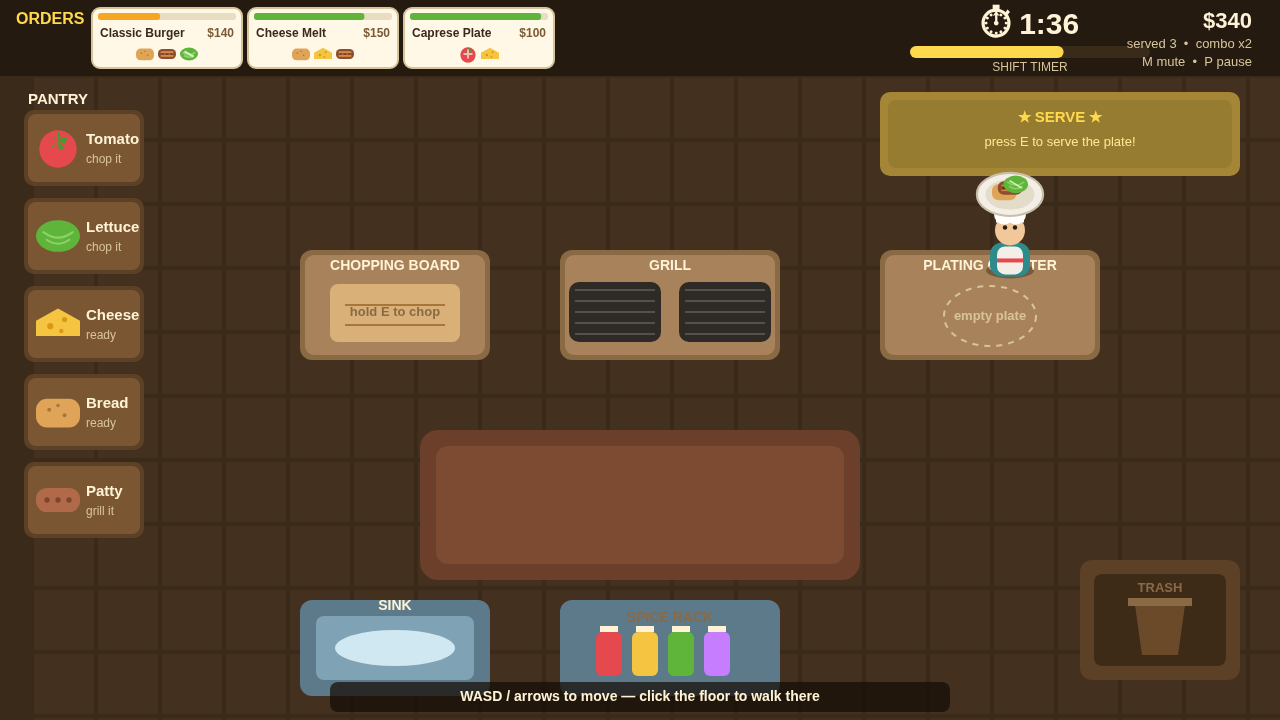 ORDERS
Classic Burger $140
Cheese Melt $150
Caprese Plate $100
1:36
SHIFT TIMER
$340
served 3 • combo x2
M mute • P pause
PANTRY
Tomato
chop it
Lettuce
chop it
Cheese
ready
Bread
ready
Patty
grill it
★ SERVE ★
press E to serve the plate!
CHOPPING BOARD
hold E to chop
GRILL
PLATING
empty plate
SINK
SPICE RACK
TRASH
WASD / arrows to move — click the floor to walk there